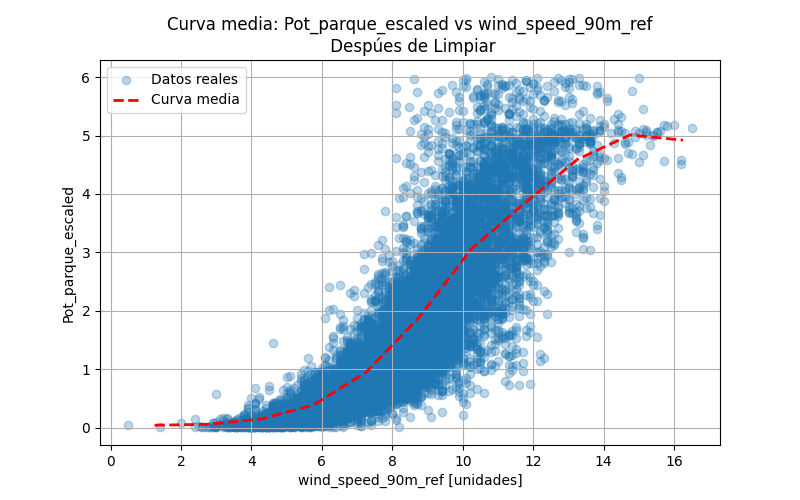 Curva media: Pot_parque_escaled vs wind_speed_90m_ref
Despúes de Limpiar
Datos reales
Curva media
Pot_parque_escaled
6
5
4
3
2
1
0
0 2 4 6 8 10 12 14 16
wind_speed_90m_ref [unidades]